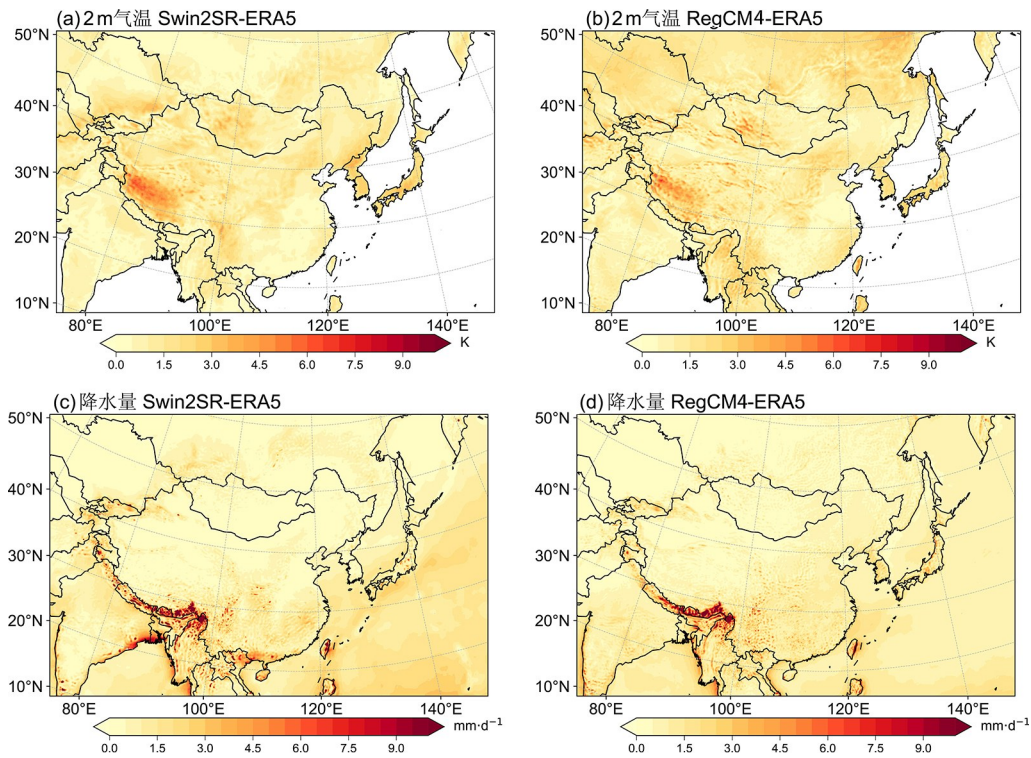 (a) 2 m气温 Swin2SR-ERA5
(b) 2 m气温 RegCM4-ERA5
50°N
40°N
30°N
20°N
10°N
80°E 100°E 120°E 140°E
0.0 1.5 3.0 4.5 6.0 7.5 9.0 K
50°N
40°N
30°N
20°N
10°N
80°E 100°E 120°E 140°E
0.0 1.5 3.0 4.5 6.0 7.5 9.0 K
(c) 降水量 Swin2SR-ERA5
(d) 降水量 RegCM4-ERA5
50°N
40°N
30°N
20°N
10°N
80°E 100°E 120°E 140°E
0.0 1.5 3.0 4.5 6.0 7.5 9.0 mm·d⁻¹
50°N
40°N
30°N
20°N
10°N
80°E 100°E 120°E 140°E
0.0 1.5 3.0 4.5 6.0 7.5 9.0 mm·d⁻¹